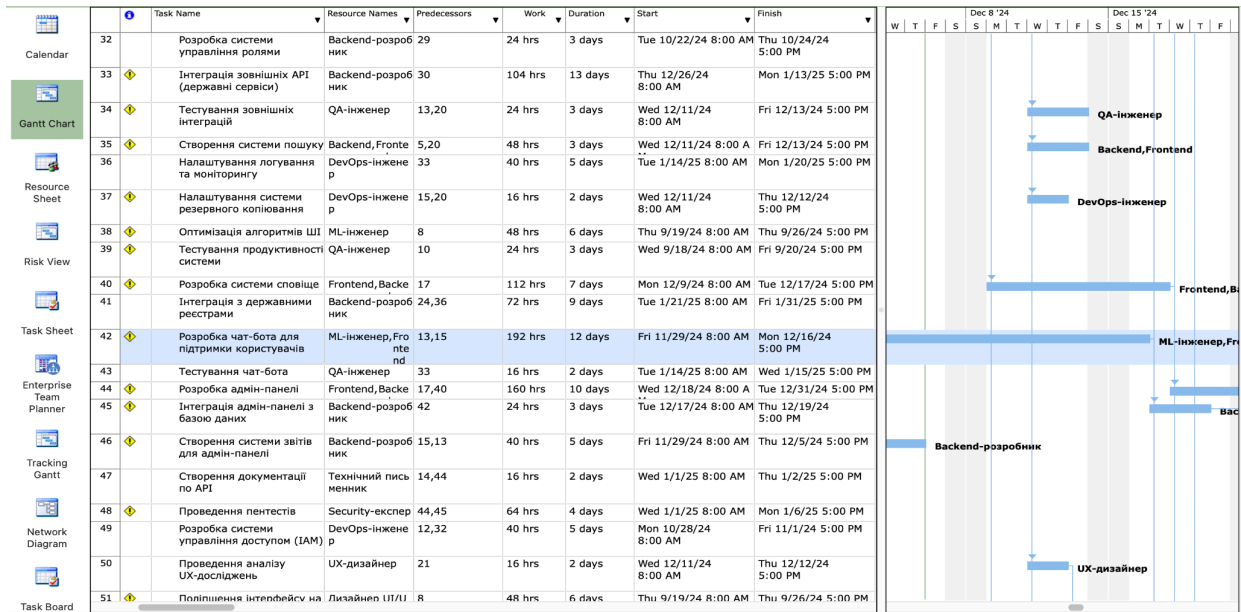 Calendar
Gantt Chart
Resource
Sheet
Risk View
Task Sheet
Enterprise
Team
Planner
Tracking
Gantt
Network
Diagram
Task Board
Task Name Resource Names Predecessors Work Duration Start Finish
32 Розробка системи Backend-розроб 29 24 hrs 3 days Tue 10/22/24 8:00 AM Thu 10/24/24
управління ролями ник 5:00 PM
33 Інтеграція зовнішніх API Backend-розроб 30 104 hrs 13 days Thu 12/26/24 Mon 1/13/25 5:00 PM
(державні сервіси) ник 8:00 AM
34 Тестування зовнішніх QA-інженер 13,20 24 hrs 3 days Wed 12/11/24 Fri 12/13/24 5:00 PM
інтеграцій 8:00 AM
35 Створення системи пошуку Backend,Fronte 5,20 48 hrs 3 days Wed 12/11/24 8:00 A Fri 12/13/24 5:00 PM
36 Налаштування логування DevOps-інжене 33 40 hrs 5 days Tue 1/14/25 8:00 AM Mon 1/20/25 5:00 PM
та моніторингу р
37 Налаштування системи DevOps-інжене 15,20 16 hrs 2 days Wed 12/11/24 Thu 12/12/24
резервного копіювання р 8:00 AM 5:00 PM
38 Оптимізація алгоритмів ШІ ML-інженер 8 48 hrs 6 days Thu 9/19/24 8:00 AM Thu 9/26/24 5:00 PM
39 Тестування продуктивності QA-інженер 10 24 hrs 3 days Wed 9/18/24 8:00 AM Fri 9/20/24 5:00 PM
системи
40 Розробка системи сповіще Frontend,Backe 17 112 hrs 7 days Mon 12/9/24 8:00 AM Tue 12/17/24 5:00 PM
41 Інтеграція з державними Backend-розроб 24,36 72 hrs 9 days Tue 1/21/25 8:00 AM Fri 1/31/25 5:00 PM
реєстрами ник
42 Розробка чат-бота для ML-інженер,Fro 13,15 192 hrs 12 days Fri 11/29/24 8:00 AM Mon 12/16/24
підтримки користувачів nte 5:00 PM
nd
43 Тестування чат-бота QA-інженер 33 16 hrs 2 days Tue 1/14/25 8:00 AM Wed 1/15/25 5:00 PM
44 Розробка адмін-панелі Frontend,Backe 17,40 160 hrs 10 days Wed 12/18/24 8:00 A Tue 12/31/24 5:00 PM
45 Інтеграція адмін-панелі з Backend-розроб 42 24 hrs 3 days Tue 12/17/24 8:00 AM Thu 12/19/24
базою даних ник 5:00 PM
46 Створення системи звітів Backend-розроб 15,13 40 hrs 5 days Fri 11/29/24 8:00 AM Thu 12/5/24 5:00 PM
для адмін-панелі ник
47 Створення документації Технічний пись 14,44 16 hrs 2 days Wed 1/1/25 8:00 AM Thu 1/2/25 5:00 PM
по API менник
48 Проведення пентестів Security-експер 44,45 64 hrs 4 days Wed 1/1/25 8:00 AM Mon 1/6/25 5:00 PM
49 Розробка системи DevOps-інжене 12,32 40 hrs 5 days Mon 10/28/24 Fri 11/1/24 5:00 PM
управління доступом (IAM) р 8:00 AM
50 Проведення аналізу UX-дизайнер 21 16 hrs 2 days Wed 12/11/24 Thu 12/12/24
UX-досліджень 8:00 AM 5:00 PM
51 Поліпшення інтерфейсу на Дизайнер UI/U 8 48 hrs 6 days Thu 9/19/24 8:00 AM Thu 9/26/24 5:00 PM
Dec 8 '24 Dec 15 '24
W T F S S M T W T F S S M T W T F
QA-інженер
Backend,Frontend
DevOps-інженер
Frontend,Ba
ML-інженер,Fro
Bac
Backend-розробник
UX-дизайнер